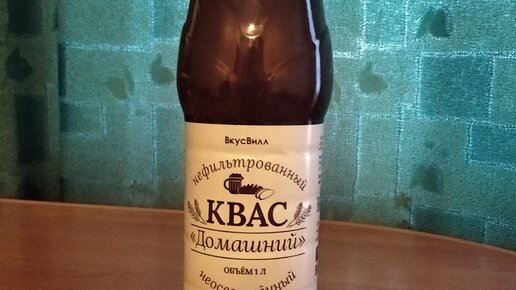 ВкусВилл
нефильтрованный
КВАС
«Домашний»
ОБЪЁМ 1 Л